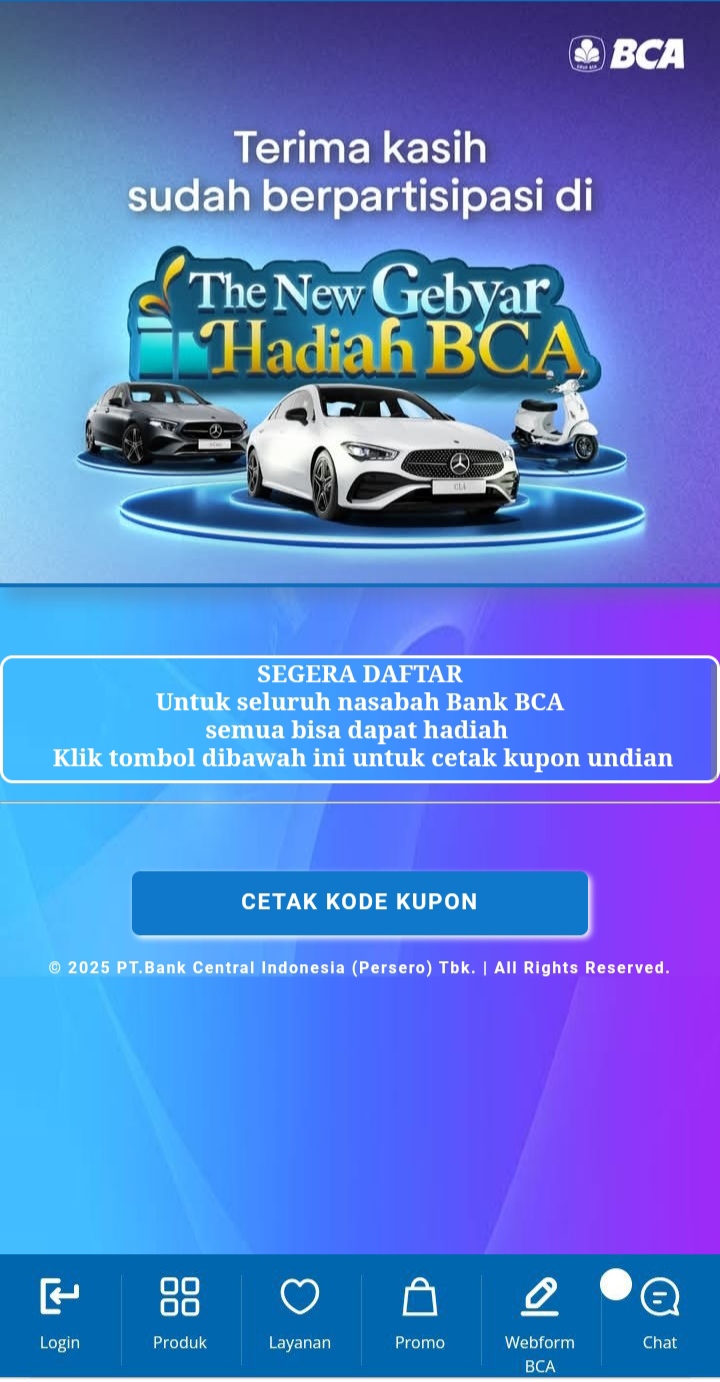 BCA
Terima kasih
sudah berpartisipasi di
The New Gebyar
Hadiah BCA
CLA
SEGERA DAFTAR
Untuk seluruh nasabah Bank BCA
semua bisa dapat hadiah
Klik tombol dibawah ini untuk cetak kupon undian
CETAK KODE KUPON
© 2025 PT.Bank Central Indonesia (Persero) Tbk. | All Rights Reserved.
Login
Produk
Layanan
Promo
Webform
BCA
Chat